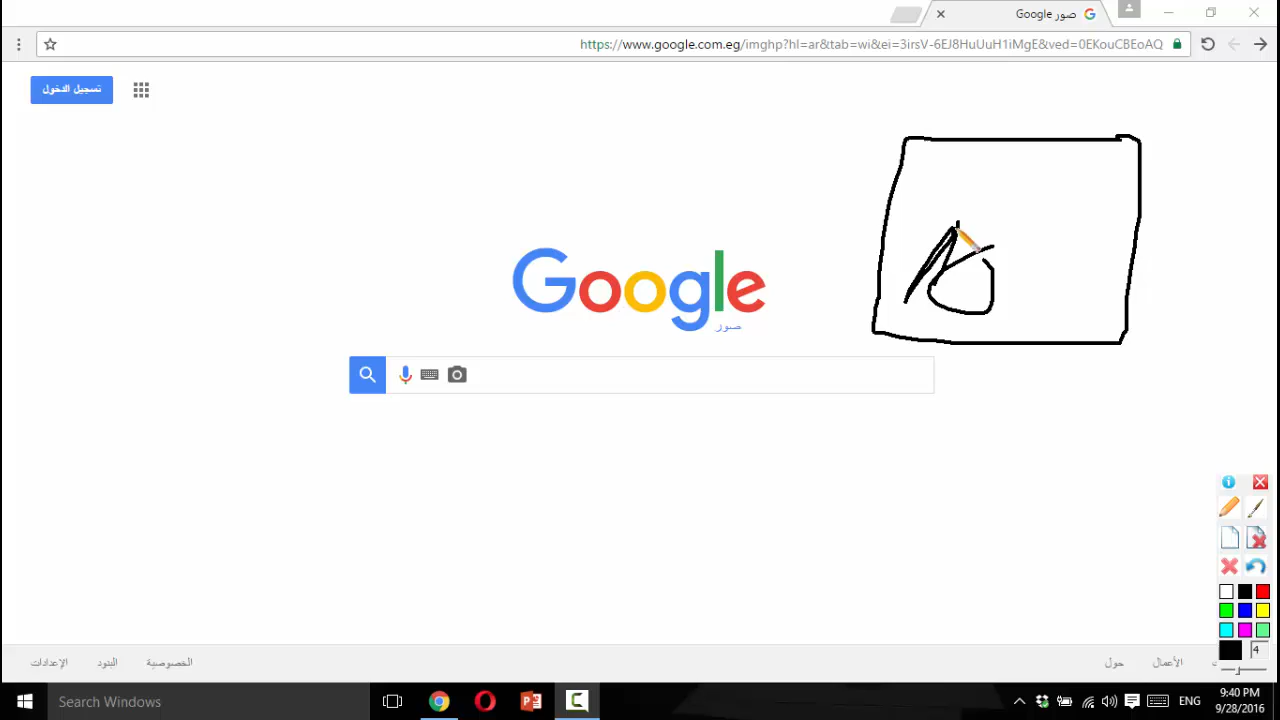 صور Google
https://www.google.com.eg/imghp?hl=ar&tab=wi&ei=3irsV-6EJ8HuUuH1iMgE&ved=0EKouCBEoAQ
تسجيل الدخول
Google
صور
حول
الأعمال
الخصوصية
البنود
الإعدادات
4
Search Windows
ENG
9:40 PM
9/28/2016